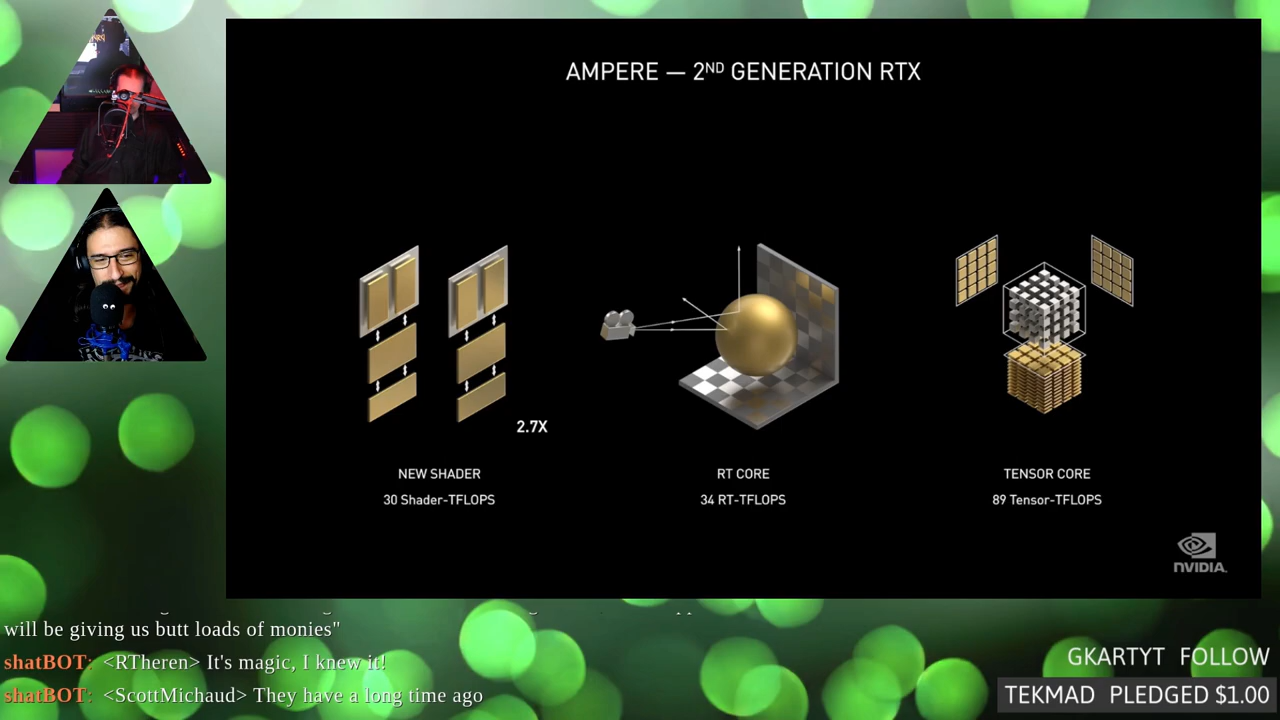 AMPERE — 2ND GENERATION RTX
2.7X
NEW SHADER
30 Shader-TFLOPS
RT CORE
34 RT-TFLOPS
TENSOR CORE
89 Tensor-TFLOPS
NVIDIA.
will be giving us butt loads of monies"
shatBOT: <RTheren> It's magic, I knew it!
shatBOT: <ScottMichaud> They have a long time ago
GKARTYT FOLLOW
TEKMAD PLEDGED $1.00